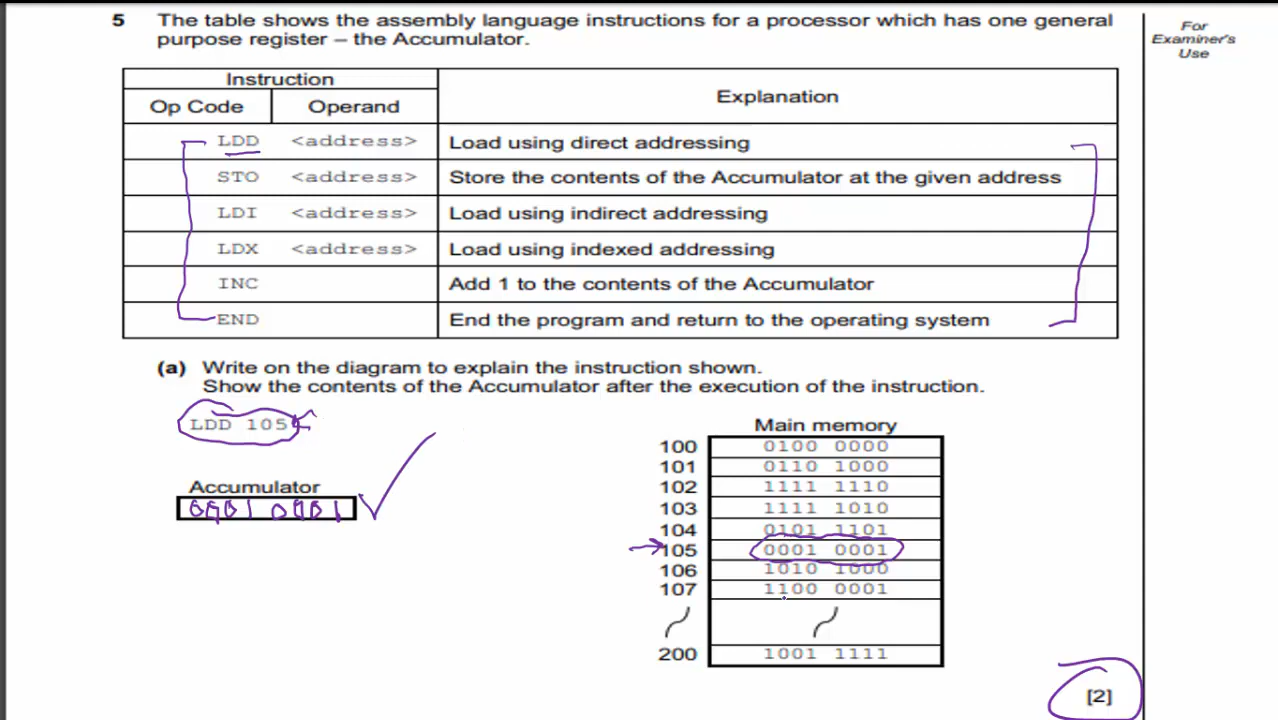 5 The table shows the assembly language instructions for a processor which has one general
purpose register – the Accumulator.
For
Examiner's
Use
Instruction
Op Code Operand Explanation
LDD <address> Load using direct addressing
STO <address> Store the contents of the Accumulator at the given address
LDI <address> Load using indirect addressing
LDX <address> Load using indexed addressing
INC Add 1 to the contents of the Accumulator
END End the program and return to the operating system
(a) Write on the diagram to explain the instruction shown.
Show the contents of the Accumulator after the execution of the instruction.
LDD 105
Accumulator
0001 0001
Main memory
100 0100 0000
101 0110 1000
102 1111 1110
103 1111 1010
104 0101 1101
105 0001 0001
106 1010 1000
107 1100 0001
200 1001 1111
[2]